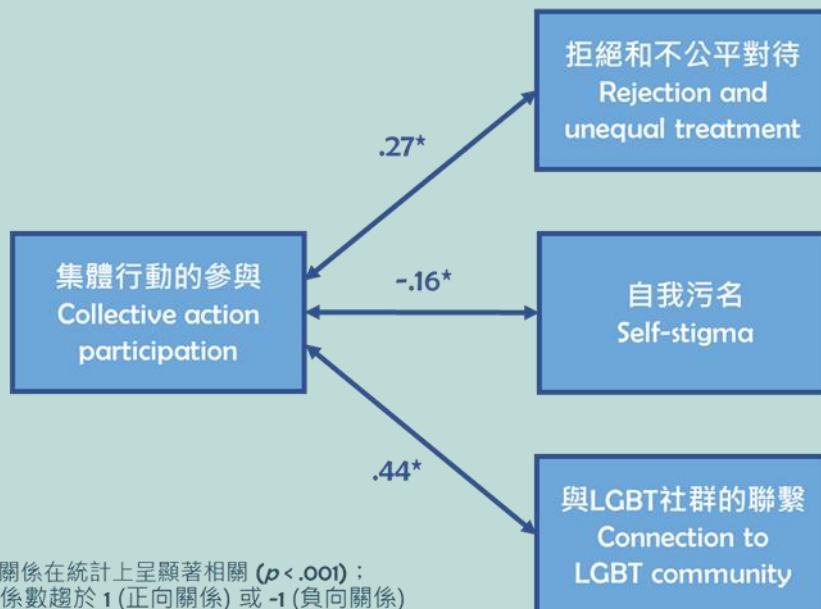 拒絕和不公平對待
Rejection and
unequal treatment
.27*
集體行動的參與
Collective action
participation
-.16*
自我污名
Self-stigma
.44*
與LGBT社群的聯繫
Connection to
LGBT community
關係在統計上呈顯著相關 (p < .001)；
係數趨於 1 (正向關係) 或 -1 (負向關係)